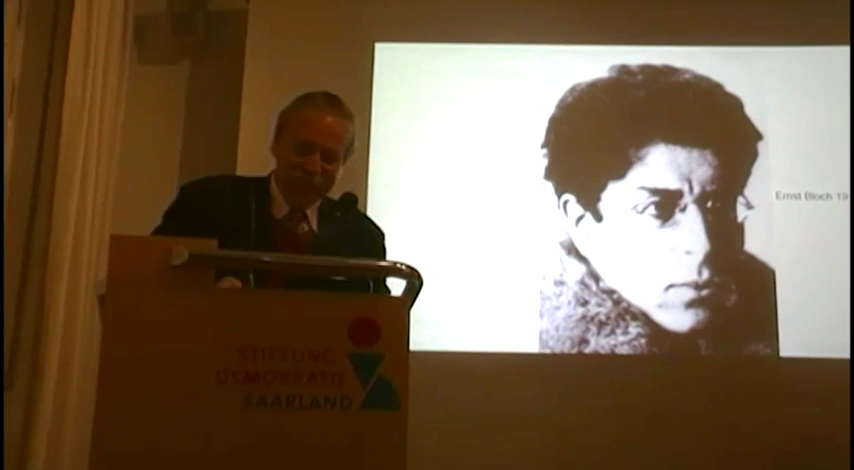 Ernst Bloch 19
STIFTUNG
DEMOKRATIE
SAARLAND